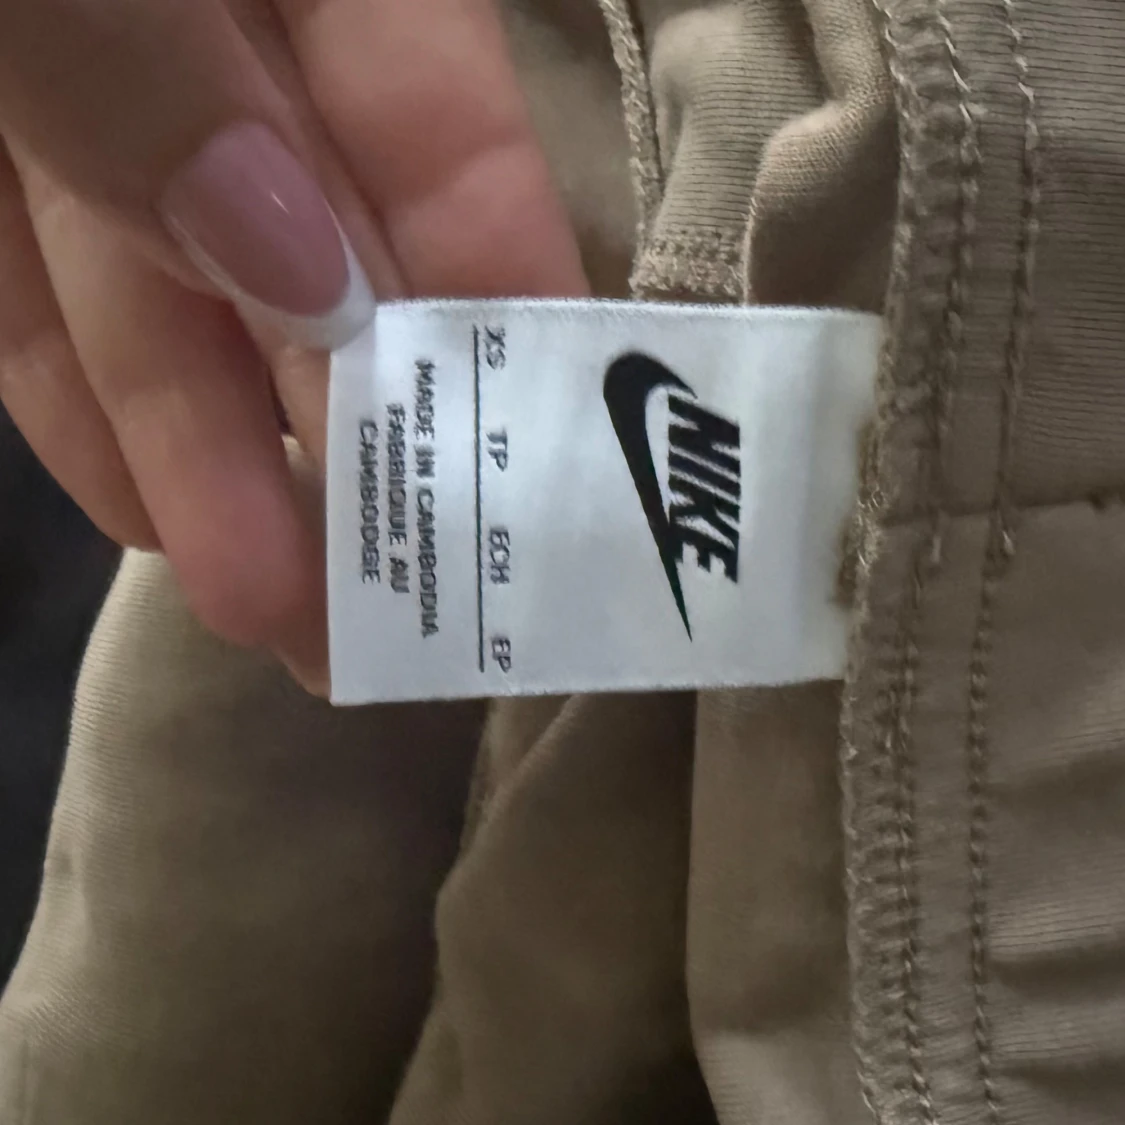 NIKE
XS TP ECH EP
MADE IN CAMBODIA
FABRIQUE AU
CAMBODGE